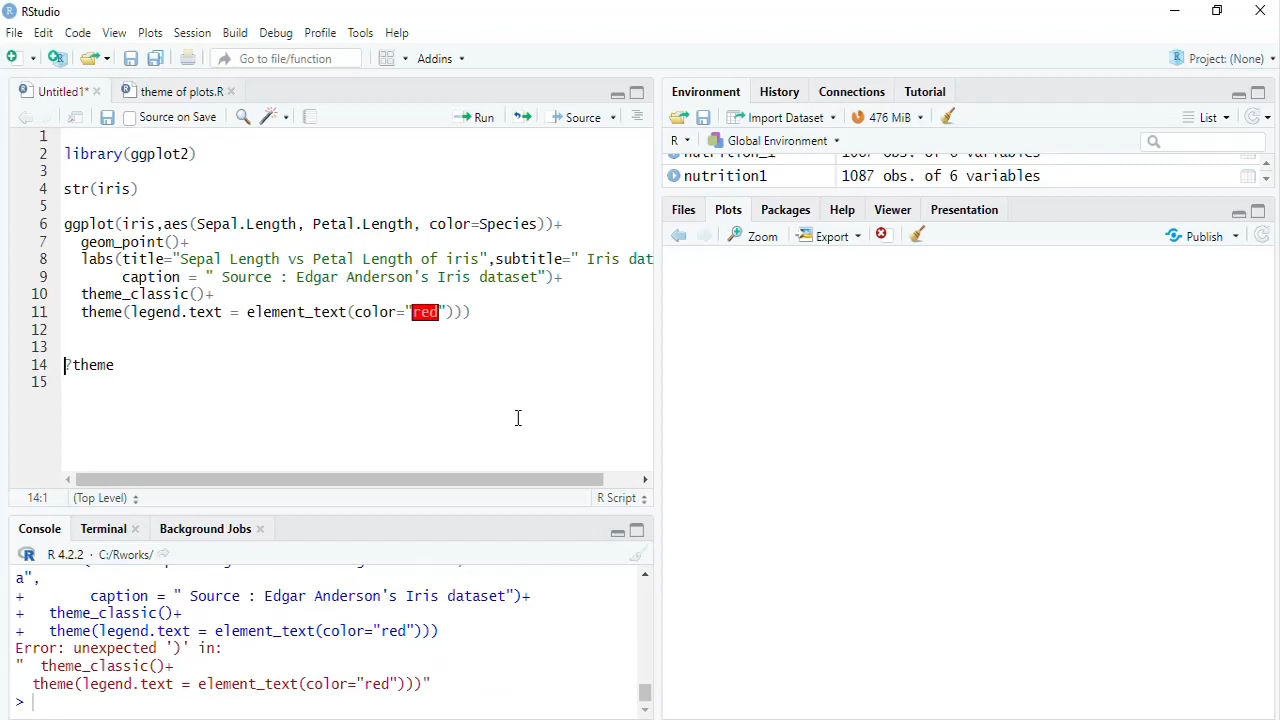 RStudio
File Edit Code View Plots Session Build Debug Profile Tools Help
Go to file/function Addins Project: (None)
Untitled1* theme of plots.R
Source on Save Run Source
1
2 library(ggplot2)
3
4 str(iris)
5
6 ggplot(iris,aes(Sepal.Length, Petal.Length, color=Species))+
7 geom_point()+
8 labs(title="Sepal Length vs Petal Length of iris",subtitle=" Iris dat
9 caption = " Source : Edgar Anderson's Iris dataset")+
10 theme_classic()+
11 theme(legend.text = element_text(color="red")))
12
13
14 ?theme
15
14:1 (Top Level) R Script
Console Terminal Background Jobs
R 4.2.2 · C:/Rworks/
a",
+ caption = " Source : Edgar Anderson's Iris dataset")+
+ theme_classic()+
+ theme(legend.text = element_text(color="red")))
Error: unexpected ')' in:
" theme_classic()+
theme(legend.text = element_text(color="red")))"
>
Environment History Connections Tutorial
Import Dataset 476 MiB List
R Global Environment
nutrition_1 1087 obs. of 6 variables
nutrition1 1087 obs. of 6 variables
Files Plots Packages Help Viewer Presentation
Zoom Export Publish